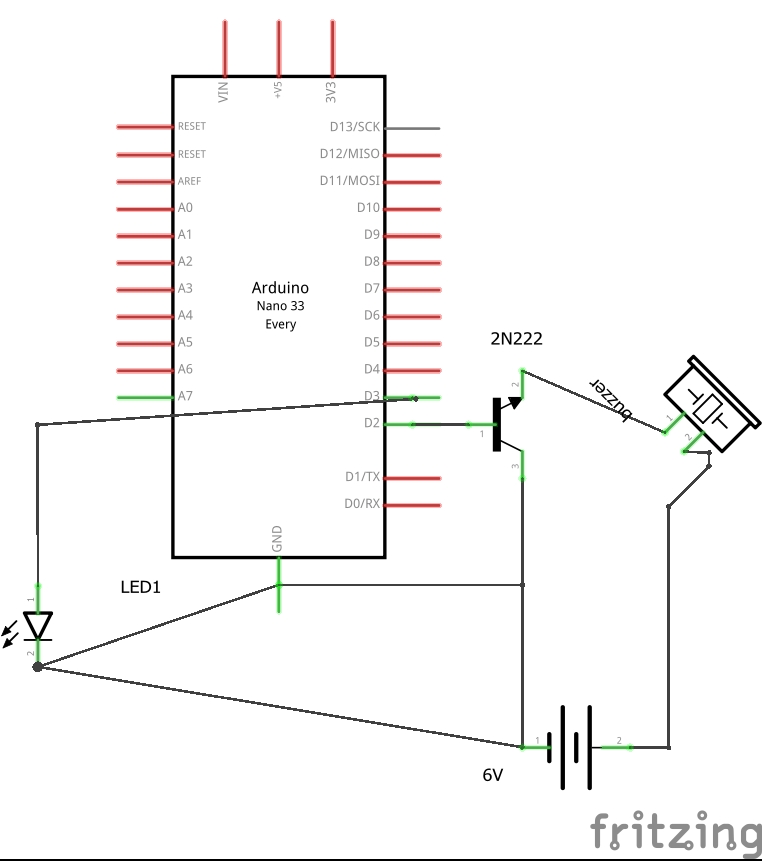 VIN
+V5
3V3
RESET
D13/SCK
RESET
D12/MISO
AREF
D11/MOSI
A0
D10
A1
D9
A2
D8
A3
Arduino
D7
A4
Nano 33
D6
A5
Every
D5
A6
D4
A7
D3
D2
2N222
2
1
3
buzzer
1
2
D1/TX
D0/RX
GND
LED1
1
2
6V
1
2
fritzing